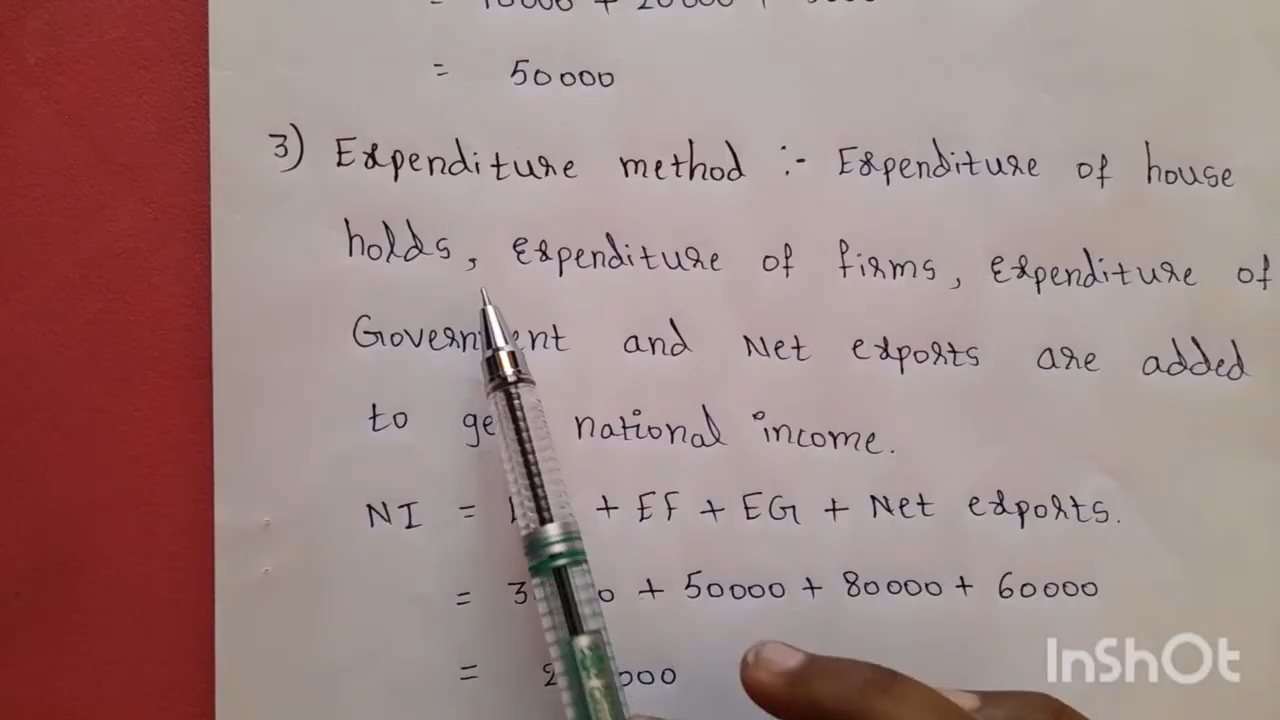 = 50000
3) Expenditure method :- Expenditure of house
holds, expenditure of firms, expenditure of
Government and Net exports are added
to national income.
NI = + EF + EG + Net exports.
= + 50000 + 80000 + 60000
=
InShOt